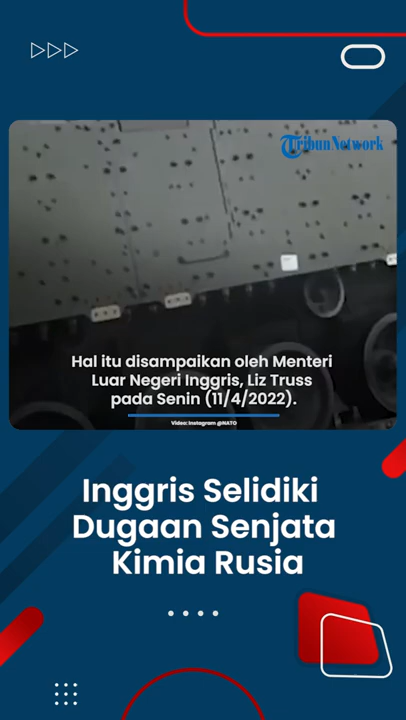 TribunNetwork
Hal itu disampaikan oleh Menteri
Luar Negeri Inggris, Liz Truss
pada Senin (11/4/2022).
Video: Instagram @NATO
Inggris Selidiki
Dugaan Senjata
Kimia Rusia